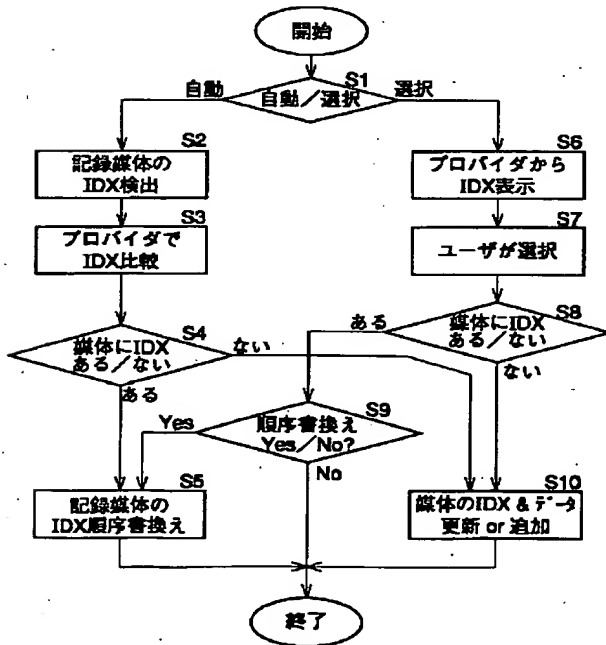 開始
S1
自動
自動／選択
選択
S2
記録媒体の
IDX検出
S6
プロバイダから
IDX表示
S3
プロバイダで
IDX比較
S7
ユーザが選択
S4
媒体にIDX
ある／ない
ない
ある
S8
媒体にIDX
ある／ない
ある
ない
S9
順序書換え
Yes／No?
Yes
No
S5
記録媒体の
IDX順序書換え
S10
媒体のIDX & データ
更新 or 追加
終了